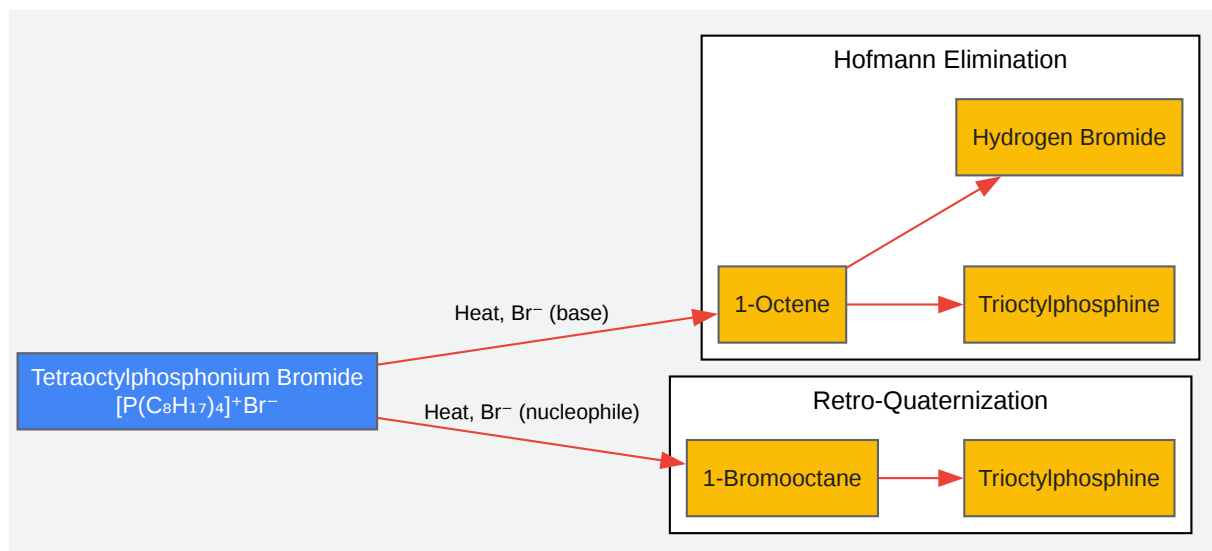 Hofmann Elimination
Hydrogen Bromide
1-Octene
Trioctylphosphine
Heat, Br⁻ (base)
Tetraoctylphosphonium Bromide
[P(C₈H₁₇)₄]⁺Br⁻
Heat, Br⁻ (nucleophile)
Retro-Quaternization
1-Bromooctane
Trioctylphosphine